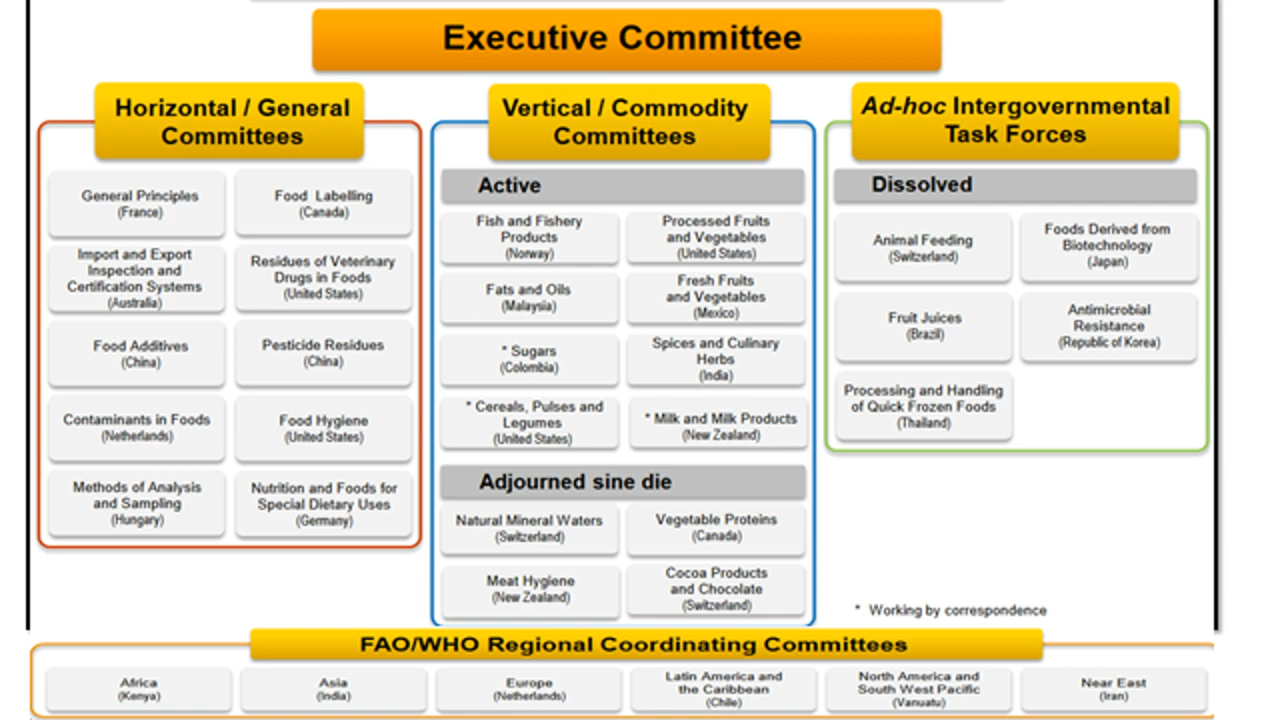 Executive Committee
Horizontal / General
Committees
General Principles
(France)
Food Labelling
(Canada)
Import and Export
Inspection and
Certification Systems
(Australia)
Residues of Veterinary
Drugs in Foods
(United States)
Food Additives
(China)
Pesticide Residues
(China)
Contaminants in Foods
(Netherlands)
Food Hygiene
(United States)
Methods of Analysis
and Sampling
(Hungary)
Nutrition and Foods for
Special Dietary Uses
(Germany)
Vertical / Commodity
Committees
Active
Fish and Fishery
Products
(Norway)
Processed Fruits
and Vegetables
(United States)
Fats and Oils
(Malaysia)
Fresh Fruits
and Vegetables
(Mexico)
* Sugars
(Colombia)
Spices and Culinary
Herbs
(India)
* Cereals, Pulses and
Legumes
(United States)
* Milk and Milk Products
(New Zealand)
Adjourned sine die
Natural Mineral Waters
(Switzerland)
Vegetable Proteins
(Canada)
Meat Hygiene
(New Zealand)
Cocoa Products
and Chocolate
(Switzerland)
Ad-hoc Intergovernmental
Task Forces
Dissolved
Animal Feeding
(Switzerland)
Foods Derived from
Biotechnology
(Japan)
Fruit Juices
(Brazil)
Antimicrobial
Resistance
(Republic of Korea)
Processing and Handling
of Quick Frozen Foods
(Thailand)
* Working by correspondence
FAO/WHO Regional Coordinating Committees
Africa
(Kenya)
Asia
(India)
Europe
(Netherlands)
Latin America and
the Caribbean
(Chile)
North America and
South West Pacific
(Vanuatu)
Near East
(Iran)